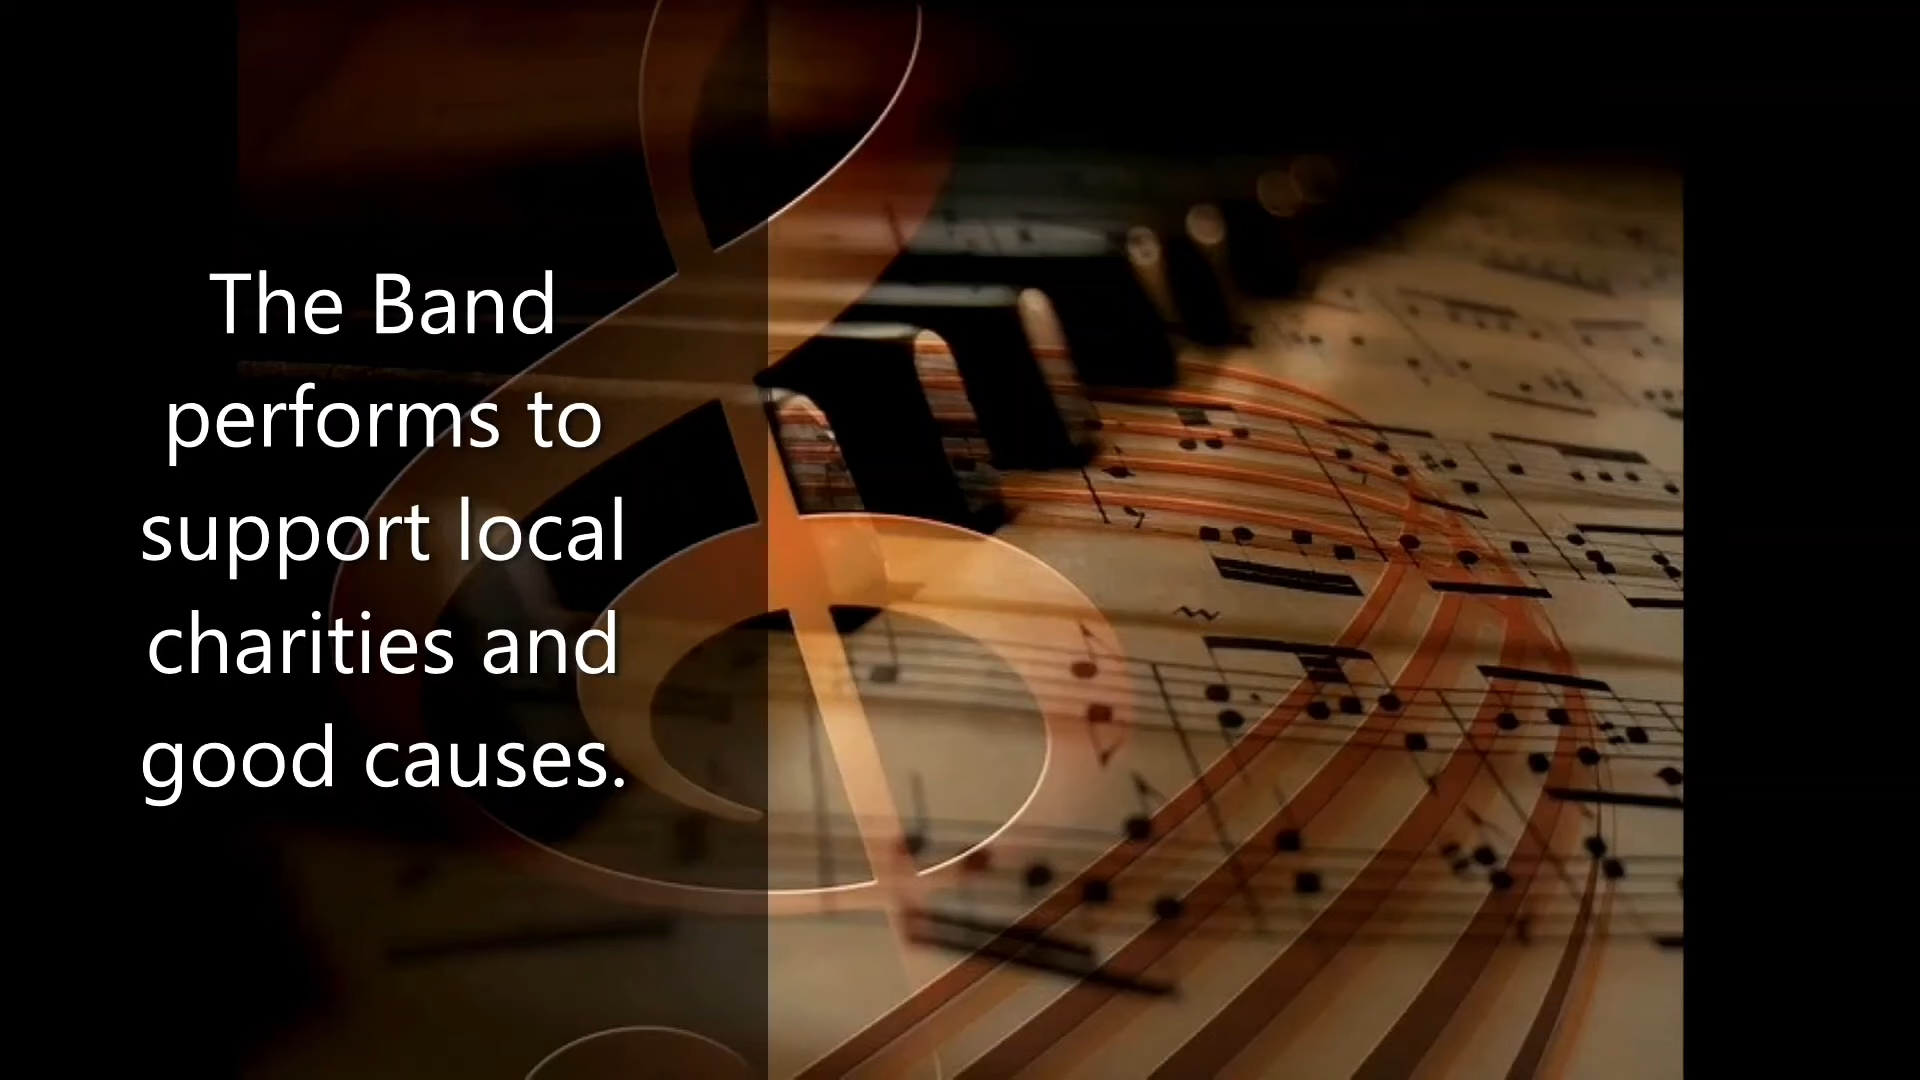 The Band
performs to
support local
charities and
good causes.